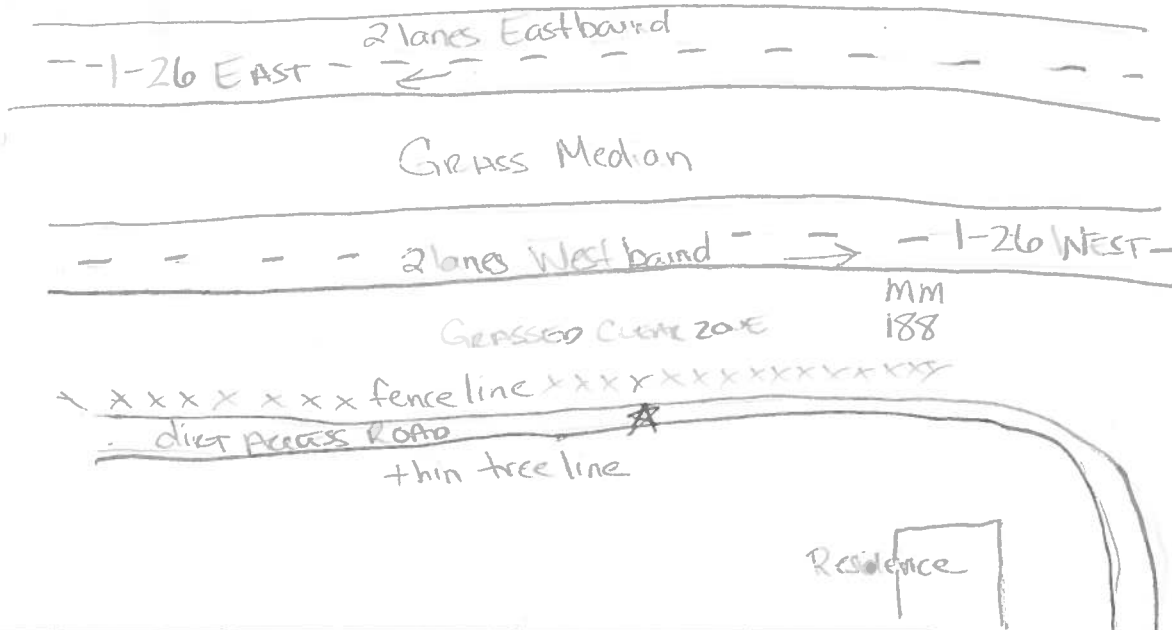 2 lanes Eastbound
I-26 EAST
GRASS Median
2 lanes Westbound
I-26 WEST
MM
188
GRASSED CLEAR ZONE
fence line
dirt Access ROAD
thin tree line
Residence